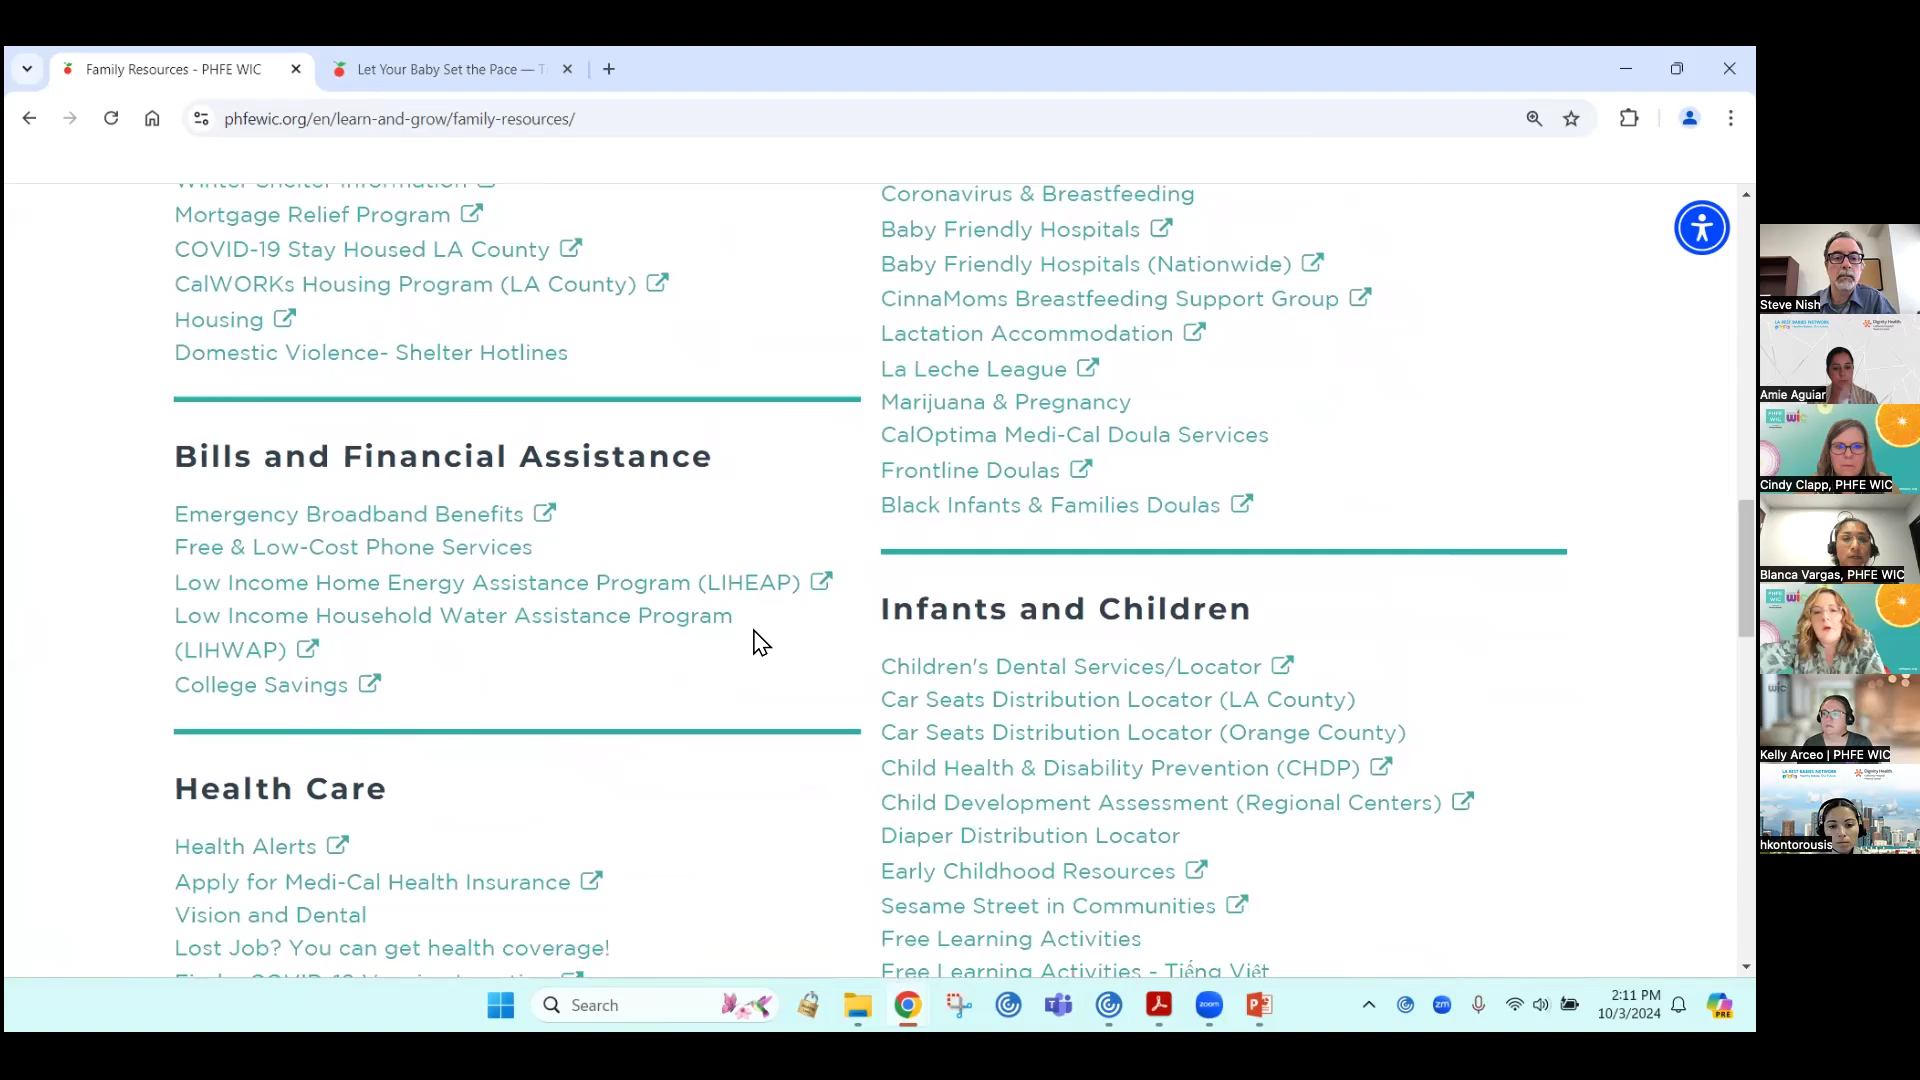 Family Resources - PHFE WIC
Let Your Baby Set the Pace —
phfewic.org/en/learn-and-grow/family-resources/
Winter Shelter Information
Mortgage Relief Program
COVID-19 Stay Housed LA County
CalWORKs Housing Program (LA County)
Housing
Domestic Violence- Shelter Hotlines
Bills and Financial Assistance
Emergency Broadband Benefits
Free & Low-Cost Phone Services
Low Income Home Energy Assistance Program (LIHEAP)
Low Income Household Water Assistance Program
(LIHWAP)
College Savings
Health Care
Health Alerts
Apply for Medi-Cal Health Insurance
Vision and Dental
Lost Job? You can get health coverage!
Coronavirus & Breastfeeding
Baby Friendly Hospitals
Baby Friendly Hospitals (Nationwide)
CinnaMoms Breastfeeding Support Group
Lactation Accommodation
La Leche League
Marijuana & Pregnancy
CalOptima Medi-Cal Doula Services
Frontline Doulas
Black Infants & Families Doulas
Infants and Children
Children's Dental Services/Locator
Car Seats Distribution Locator (LA County)
Car Seats Distribution Locator (Orange County)
Child Health & Disability Prevention (CHDP)
Child Development Assessment (Regional Centers)
Diaper Distribution Locator
Early Childhood Resources
Sesame Street in Communities
Free Learning Activities
Free Learning Activities - Tiếng Việt
Steve Nish
Amie Aguiar
Cindy Clapp, PHFE WIC
Blanca Vargas, PHFE WIC
Kelly Arceo | PHFE WIC
hkontorousis
Search
zoom
zm
2:11 PM
10/3/2024
PRE